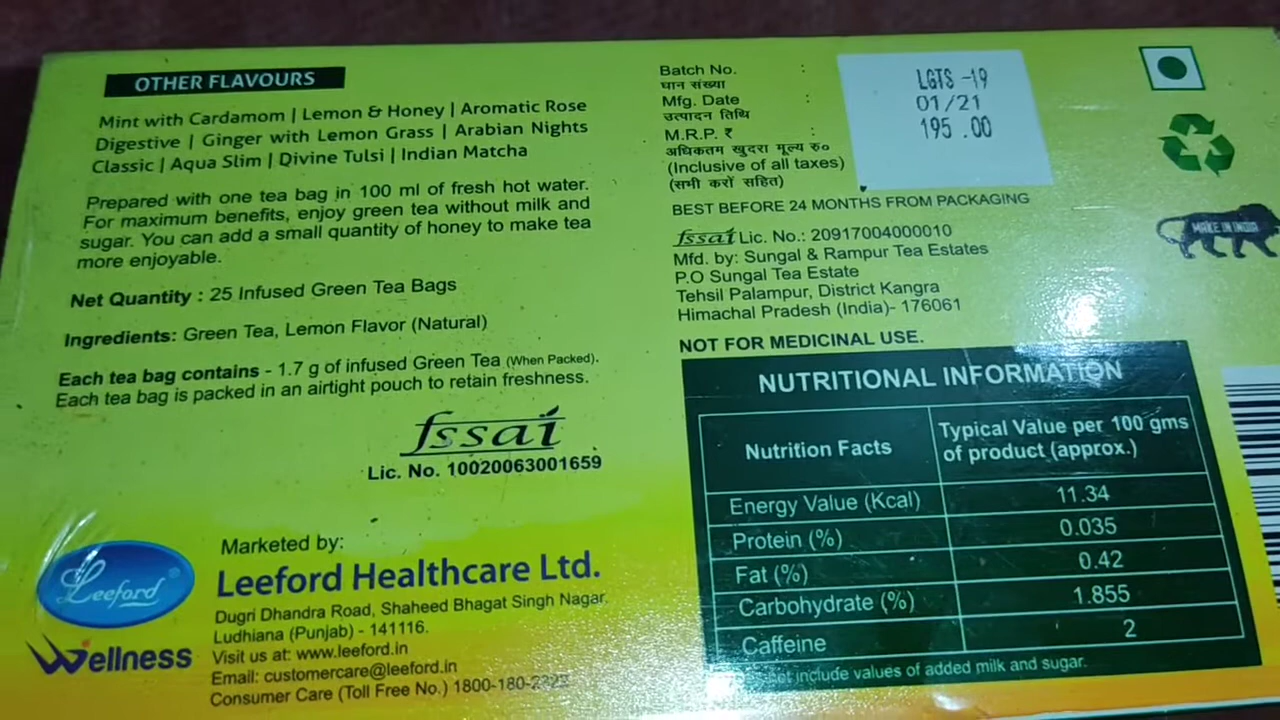 OTHER FLAVOURS
Mint with Cardamom | Lemon & Honey | Aromatic Rose
Digestive | Ginger with Lemon Grass | Arabian Nights
Classic | Aqua Slim | Divine Tulsi | Indian Matcha
Prepared with one tea bag in 100 ml of fresh hot water.
For maximum benefits, enjoy green tea without milk and
sugar. You can add a small quantity of honey to make tea
more enjoyable.
Net Quantity : 25 Infused Green Tea Bags
Ingredients: Green Tea, Lemon Flavor (Natural)
Each tea bag contains - 1.7 g of infused Green Tea (When Packed).
Each tea bag is packed in an airtight pouch to retain freshness.
fssai
Lic. No. 10020063001659
Leeford®
Wellness
Marketed by:
Leeford Healthcare Ltd.
Dugri Dhandra Road, Shaheed Bhagat Singh Nagar,
Ludhiana (Punjab) - 141116.
Visit us at: www.leeford.in
Email: customercare@leeford.in
Consumer Care (Toll Free No.) 1800-180-
Batch No. : LGTS -19
घान संख्या
Mfg. Date : 01/21
उत्पादन तिथि
M.R.P. ₹ : 195 .00
अधिकतम खुदरा मूल्य रु०
(Inclusive of all taxes)
(सभी करों सहित)
BEST BEFORE 24 MONTHS FROM PACKAGING
fssai Lic. No.: 20917004000010
Mfd. by: Sungal & Rampur Tea Estates
P.O Sungal Tea Estate
Tehsil Palampur, District Kangra
Himachal Pradesh (India)- 176061
NOT FOR MEDICINAL USE.
MAKE IN INDIA
NUTRITIONAL INFORMATION
Nutrition Facts
Typical Value per 100 gms
of product (approx.)
Energy Value (Kcal) 11.34
Protein (%) 0.035
Fat (%) 0.42
Carbohydrate (%) 1.855
Caffeine 2
include values of added milk and sugar.